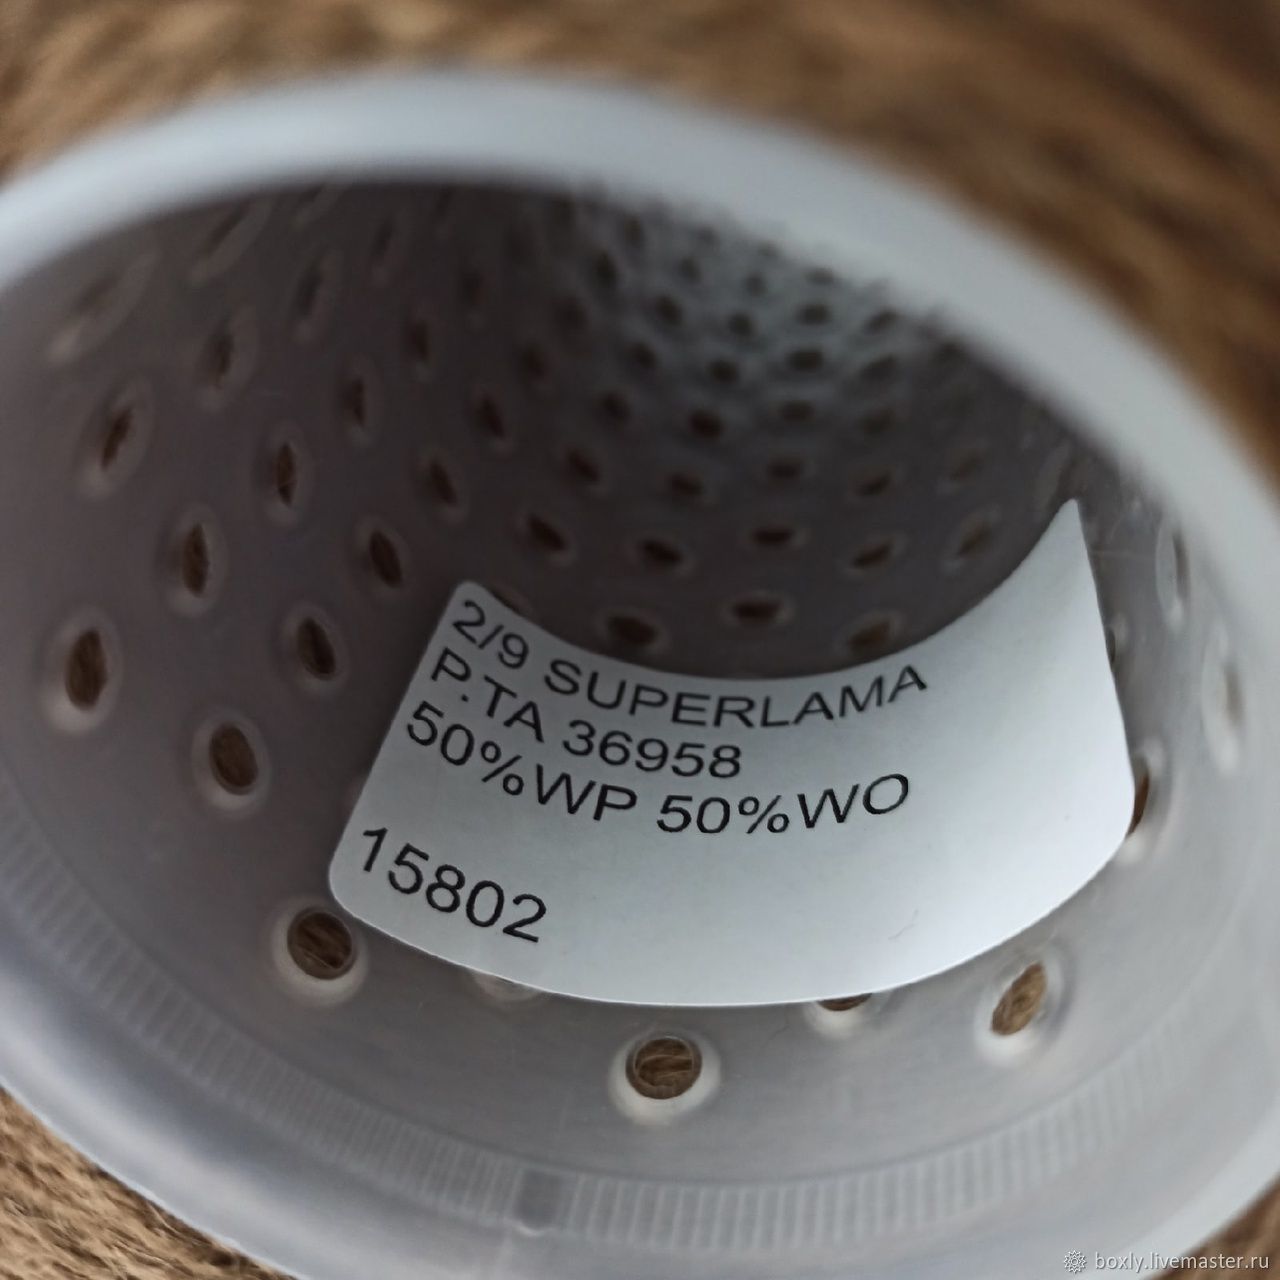 2/9 SUPERLAMA
P.TA 36958
50%WP 50%WO
15802
boxly.livemaster.ru